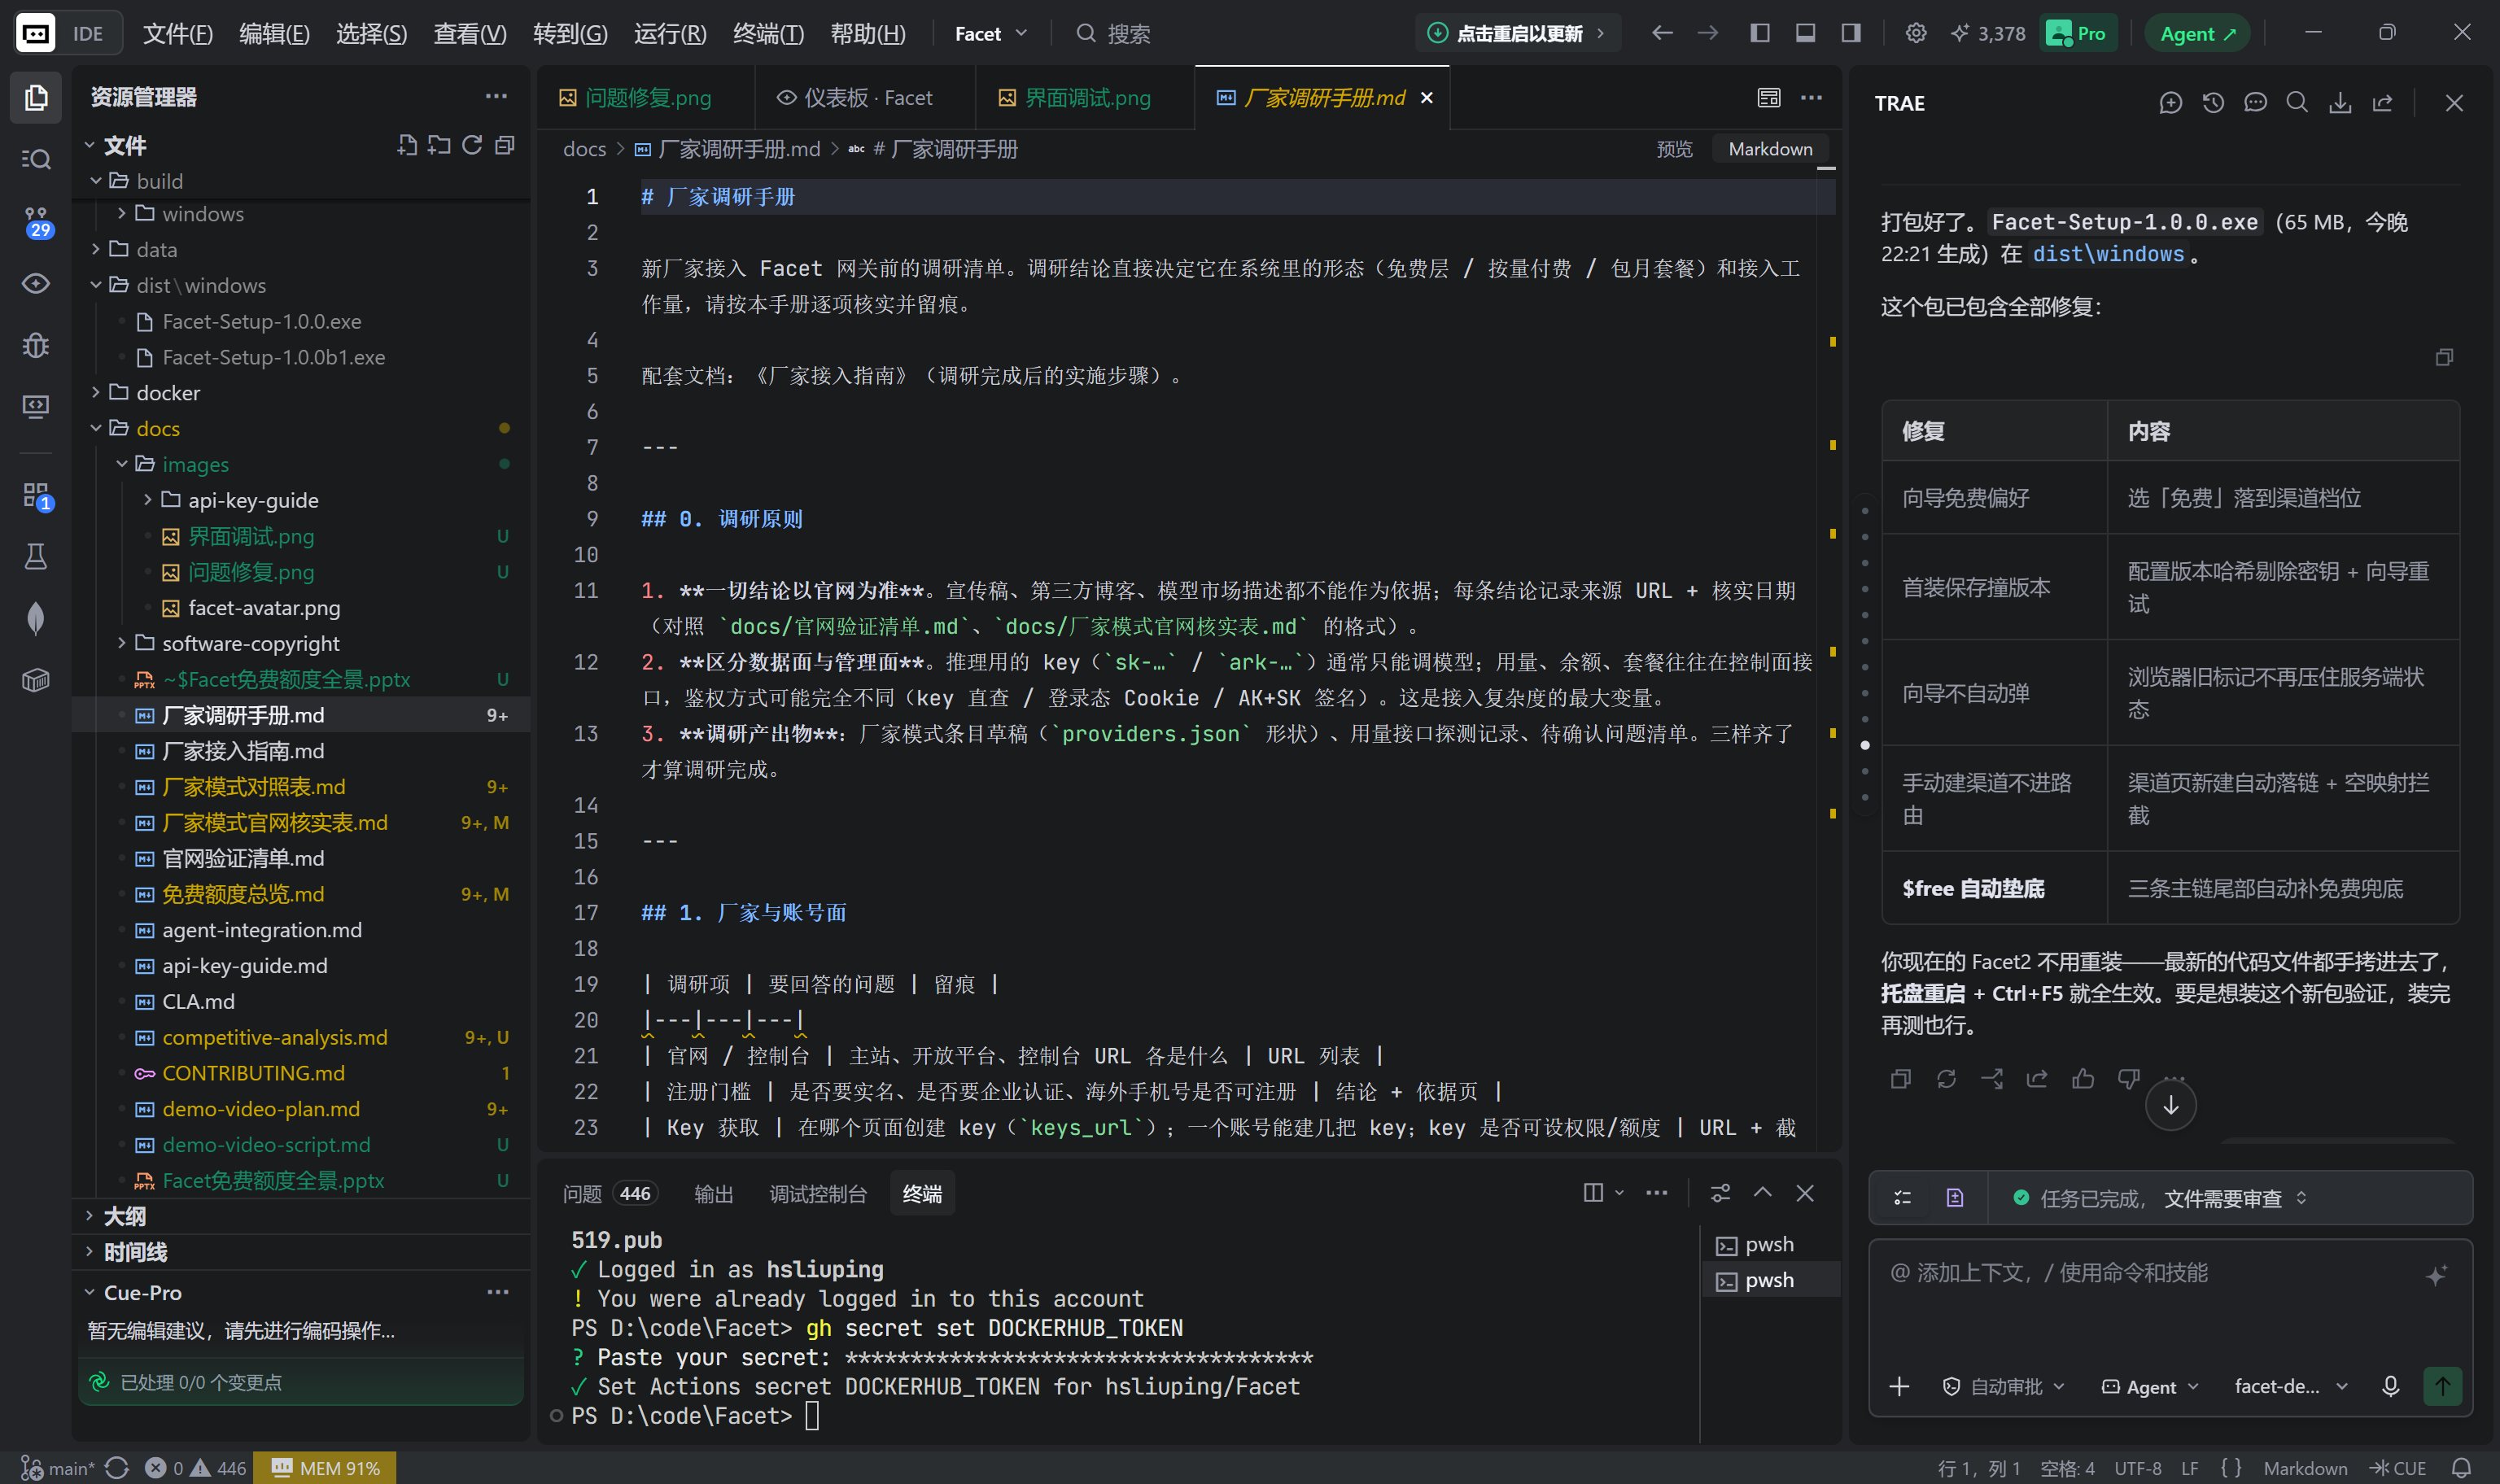 IDE 文件(F) 编辑(E) 选择(S) 查看(V) 转到(G) 运行(R) 终端(T) 帮助(H) Facet 搜索 点击重启以更新 3,378 Pro Agent ↗
资源管理器
文件
build
windows
data
dist\windows
Facet-Setup-1.0.0.exe
Facet-Setup-1.0.0b1.exe
docker
docs
images
api-key-guide
界面调试.png U
问题修复.png U
facet-avatar.png
software-copyright
~$Facet免费额度全景.pptx U
厂家调研手册.md 9+
厂家接入指南.md
厂家模式对照表.md 9+
厂家模式官网核实表.md 9+, M
官网验证清单.md
免费额度总览.md 9+, M
agent-integration.md
api-key-guide.md
CLA.md
competitive-analysis.md 9+, U
CONTRIBUTING.md 1
demo-video-plan.md 9+
demo-video-script.md U
Facet免费额度全景.pptx U
大纲
时间线
Cue-Pro
暂无编辑建议，请先进行编码操作...
已处理 0/0 个变更点
29
1
问题修复.png 仪表板 · Facet 界面调试.png 厂家调研手册.md
docs > 厂家调研手册.md > abc # 厂家调研手册 预览 Markdown
1 # 厂家调研手册
2
3 新厂家接入 Facet 网关前的调研清单。调研结论直接决定它在系统里的形态（免费层 / 按量付费 / 包月套餐）和接入工
作量，请按本手册逐项核实并留痕。
4
5 配套文档：《厂家接入指南》（调研完成后的实施步骤）。
6
7 ---
8
9 ## 0. 调研原则
10
11 1. **一切结论以官网为准**。宣传稿、第三方博客、模型市场描述都不能作为依据；每条结论记录来源 URL + 核实日期
（对照 `docs/官网验证清单.md`、`docs/厂家模式官网核实表.md` 的格式）。
12 2. **区分数据面与管理面**。推理用的 key（`sk-…` / `ark-…`）通常只能调模型；用量、余额、套餐往往在控制面接
口，鉴权方式可能完全不同（key 直查 / 登录态 Cookie / AK+SK 签名）。这是接入复杂度的最大变量。
13 3. **调研产出物**：厂家模式条目草稿（`providers.json` 形状）、用量接口探测记录、待确认问题清单。三样齐了
才算调研完成。
14
15 ---
16
17 ## 1. 厂家与账号面
18
19 | 调研项 | 要回答的问题 | 留痕 |
20 |---|---|---|
21 | 官网 / 控制台 | 主站、开放平台、控制台 URL 各是什么 | URL 列表 |
22 | 注册门槛 | 是否要实名、是否要企业认证、海外手机号是否可注册 | 结论 + 依据页 |
23 | Key 获取 | 在哪个页面创建 key（`keys_url`）；一个账号能建几把 key；key 是否可设权限/额度 | URL + 截
问题 446 输出 调试控制台 终端
519.pub
✓ Logged in as hsliuping
! You were already logged in to this account
PS D:\code\Facet> gh secret set DOCKERHUB_TOKEN
? Paste your secret: ************************************
✓ Set Actions secret DOCKERHUB_TOKEN for hsliuping/Facet
PS D:\code\Facet>
pwsh
pwsh
TRAE
打包好了。Facet-Setup-1.0.0.exe（65 MB，今晚
22:21 生成）在 dist\windows。
这个包已包含全部修复：
修复 内容
向导免费偏好 选「免费」落到渠道档位
首装保存撞版本 配置版本哈希剔除密钥 + 向导重
试
向导不自动弹 浏览器旧标记不再压住服务端状
态
手动建渠道不进路
由 渠道页新建自动落链 + 空映射拦
截
$free 自动垫底 三条主链尾部自动补免费兜底
你现在的 Facet2 不用重装——最新的代码文件都手拷进去了，
托盘重启 + Ctrl+F5 就全生效。要是想装这个新包验证，装完
再测也行。
任务已完成，文件需要审查
@ 添加上下文，/ 使用命令和技能
自动审批 Agent facet-de...
main* 0 446 MEM 91% 行 1，列 1 空格: 4 UTF-8 LF { } Markdown CUE